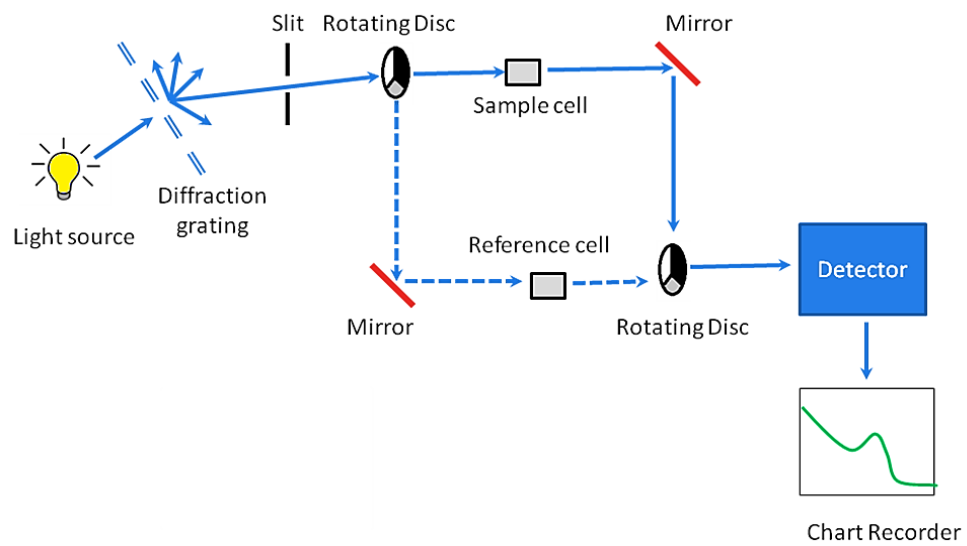 Slit
Rotating Disc
Mirror
Sample cell
Diffraction
grating
Light source
Reference cell
Detector
Mirror
Rotating Disc
Chart Recorder